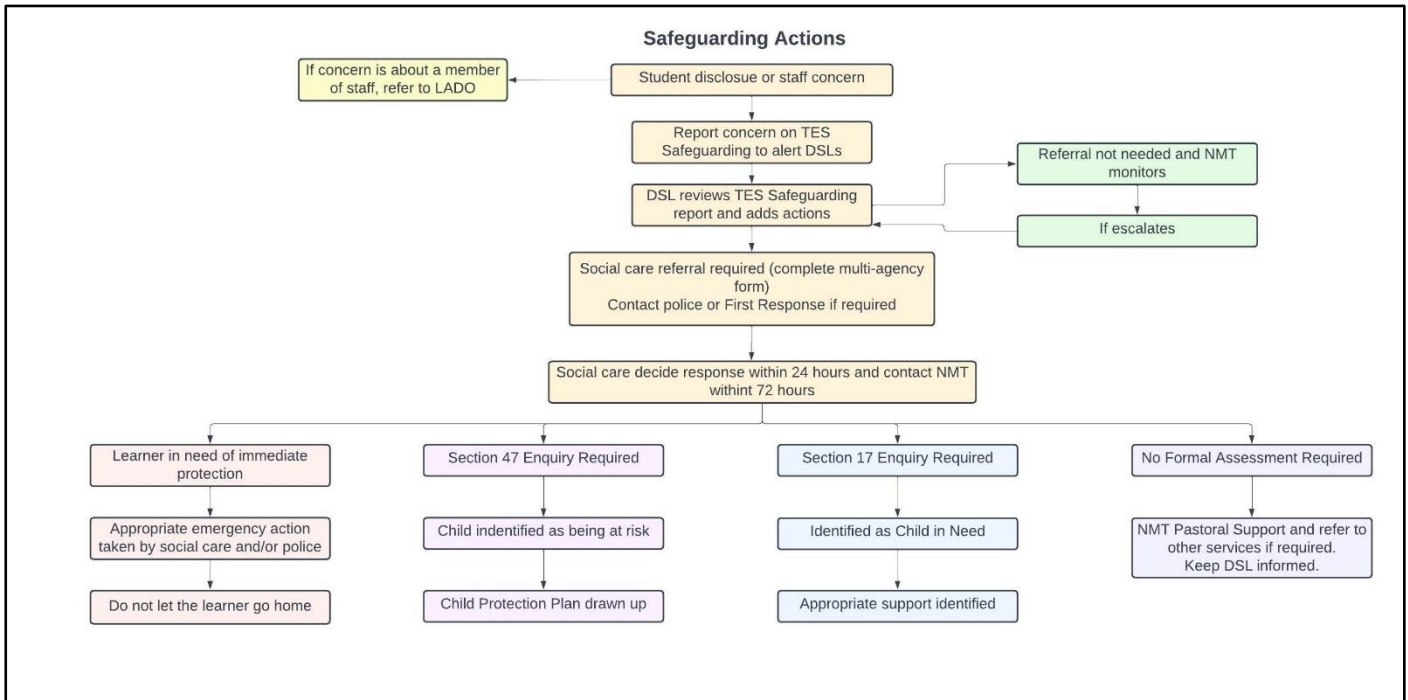 Safeguarding Actions
If concern is about a member
of staff, refer to LADO
Student disclosue or staff concern
Report concern on TES
Safeguarding to alert DSLs
Referral not needed and NMT
monitors
DSL reviews TES Safeguarding
report and adds actions
If escalates
Social care referral required (complete multi-agency
form)
Contact police or First Response if required
Social care decide response within 24 hours and contact NMT
withint 72 hours
Learner in need of immediate
protection
Appropriate emergency action
taken by social care and/or police
Do not let the learner go home
Section 47 Enquiry Required
Child indentified as being at risk
Child Protection Plan drawn up
Section 17 Enquiry Required
Identified as Child in Need
Appropriate support identified
No Formal Assessment Required
NMT Pastoral Support and refer to
other services if required.
Keep DSL informed.